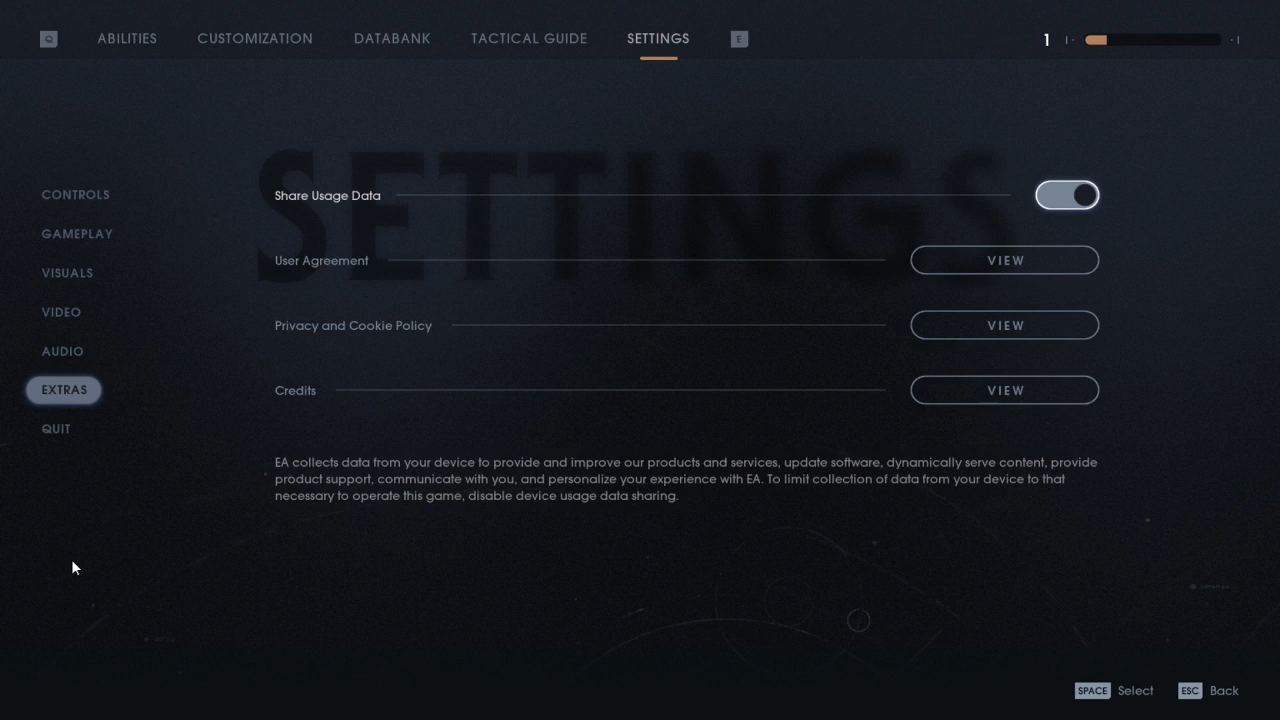 Q ABILITIES CUSTOMIZATION DATABANK TACTICAL GUIDE SETTINGS E 1
SETTINGS
CONTROLS
GAMEPLAY
VISUALS
VIDEO
AUDIO
EXTRAS
QUIT
Share Usage Data
User Agreement VIEW
Privacy and Cookie Policy VIEW
Credits VIEW
EA collects data from your device to provide and improve our products and services, update software, dynamically serve content, provide
product support, communicate with you, and personalize your experience with EA. To limit collection of data from your device to that
necessary to operate this game, disable device usage data sharing.
SPACE Select ESC Back